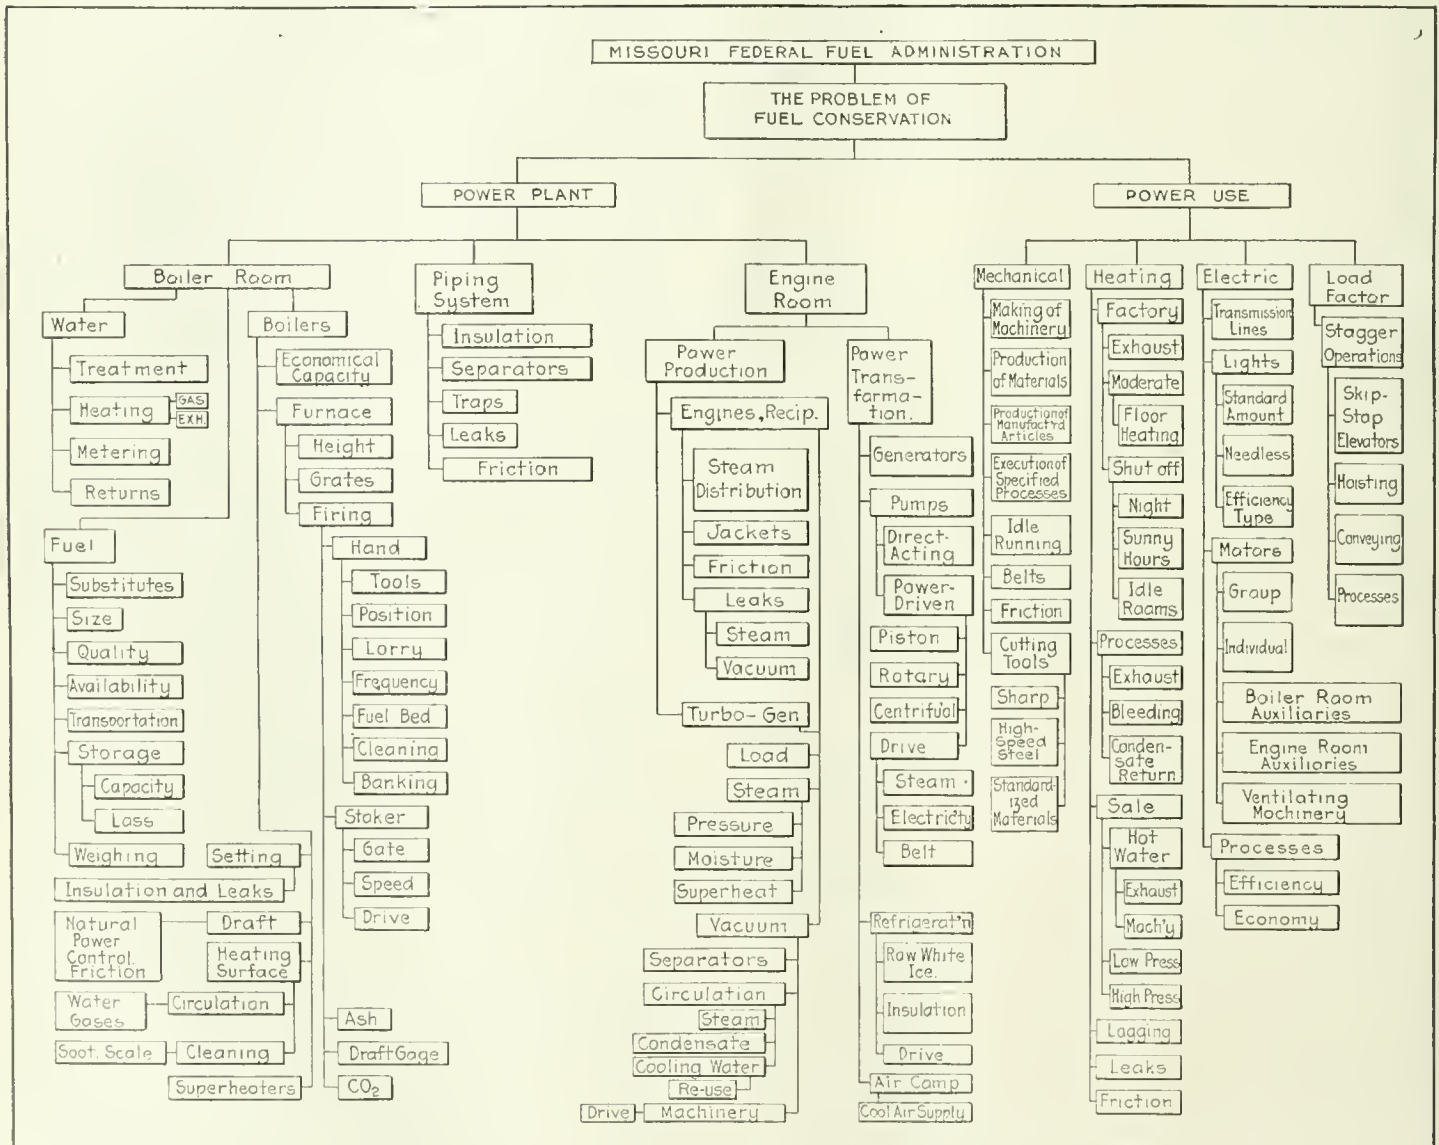 MISSOURI FEDERAL FUEL ADMINISTRATION
THE PROBLEM OF
FUEL CONSERVATION
POWER PLANT
POWER USE
Boiler Room
Water
Treatment
Heating
GAS
EXH.
Metering
Returns
Fuel
Substitutes
Size
Quality
Availability
Transportation
Storage
Capacity
Loss
Weighing
Boilers
Economical
Capacity
Furnace
Height
Grates
Firing
Hand
Tools
Position
Lorry
Frequency
Fuel Bed
Cleaning
Banking
Stoker
Gate
Speed
Drive
Ash
Draft Gage
CO₂
Setting
Insulation and Leaks
Draft
Natural
Power
Control.
Friction
Heating
Surface
Circulation
Water
Gases
Cleaning
Soot. Scale
Superheaters
Piping
System
Insulation
Separators
Traps
Leaks
Friction
Engine
Room
Power
Production
Engines, Recip.
Steam
Distribution
Jackets
Friction
Leaks
Steam
Vacuum
Turbo-Gen
Load
Steam
Pressure
Moisture
Superheat
Vacuum
Separators
Circulation
Steam
Condensate
Cooling Water
Re-use
Drive
Machinery
Power
Trans-
forma-
tion.
Generators
Pumps
Direct-
Acting
Power-
Driven
Piston
Rotary
Centrifu'al
Drive
Steam
Electric'ty
Belt
Refrigerat'n
Raw White
Ice.
Insulation
Drive
Air Comp
Cool Air Supply
Mechanical
Making of
Machinery
Production
of Materials
Production of
Manufact'rd
Articles
Execution of
Specified
Processes
Idle
Running
Belts
Friction
Cutting
Tools
Sharp
High-
Speed
Steel
Standard-
ized
Materials
Heating
Factory
Exhaust
Moderate
Floor
Heating
Shut off
Night
Sunny
Hours
Idle
Rooms
Processes
Exhaust
Bleeding
Conden-
sate
Return
Sale
Hot
Water
Exhaust
Mach'y
Low Press
High Press
Lagging
Leaks
Friction
Electric
Transmission
Lines
Lights
Standard
Amount
Needless
Efficiency
Type
Motors
Group
Individual
Boiler Room
Auxiliaries
Engine Room
Auxiliaries
Ventilating
Machinery
Processes
Efficiency
Economy
Load
Factor
Stagger
Operations
Skip-
Stop
Elevators
Hoisting
Conveying
Processes